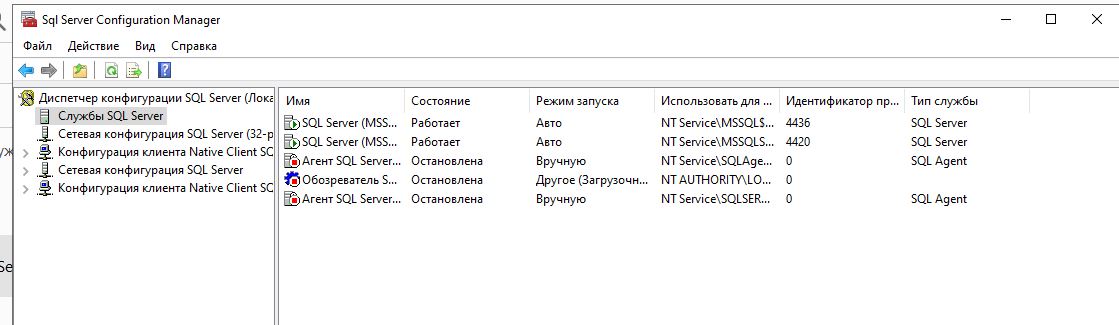 Sql Server Configuration Manager
Файл Действие Вид Справка
Диспетчер конфигурации SQL Server (Лока
Службы SQL Server
Сетевая конфигурация SQL Server (32-р
Конфигурация клиента Native Client SQ
Сетевая конфигурация SQL Server
Конфигурация клиента Native Client SQ
Имя Состояние Режим запуска Использовать для ... Идентификатор пр... Тип службы
SQL Server (MSS... Работает Авто NT Service\MSSQL$... 4436 SQL Server
SQL Server (MSS... Работает Авто NT Service\MSSQLS... 4420 SQL Server
Агент SQL Server... Остановлена Вручную NT Service\SQLAge... 0 SQL Agent
Обозреватель S... Остановлена Другое (Загрузочн... NT AUTHORITY\LO... 0
Агент SQL Server... Остановлена Вручную NT Service\SQLSER... 0 SQL Agent
Se